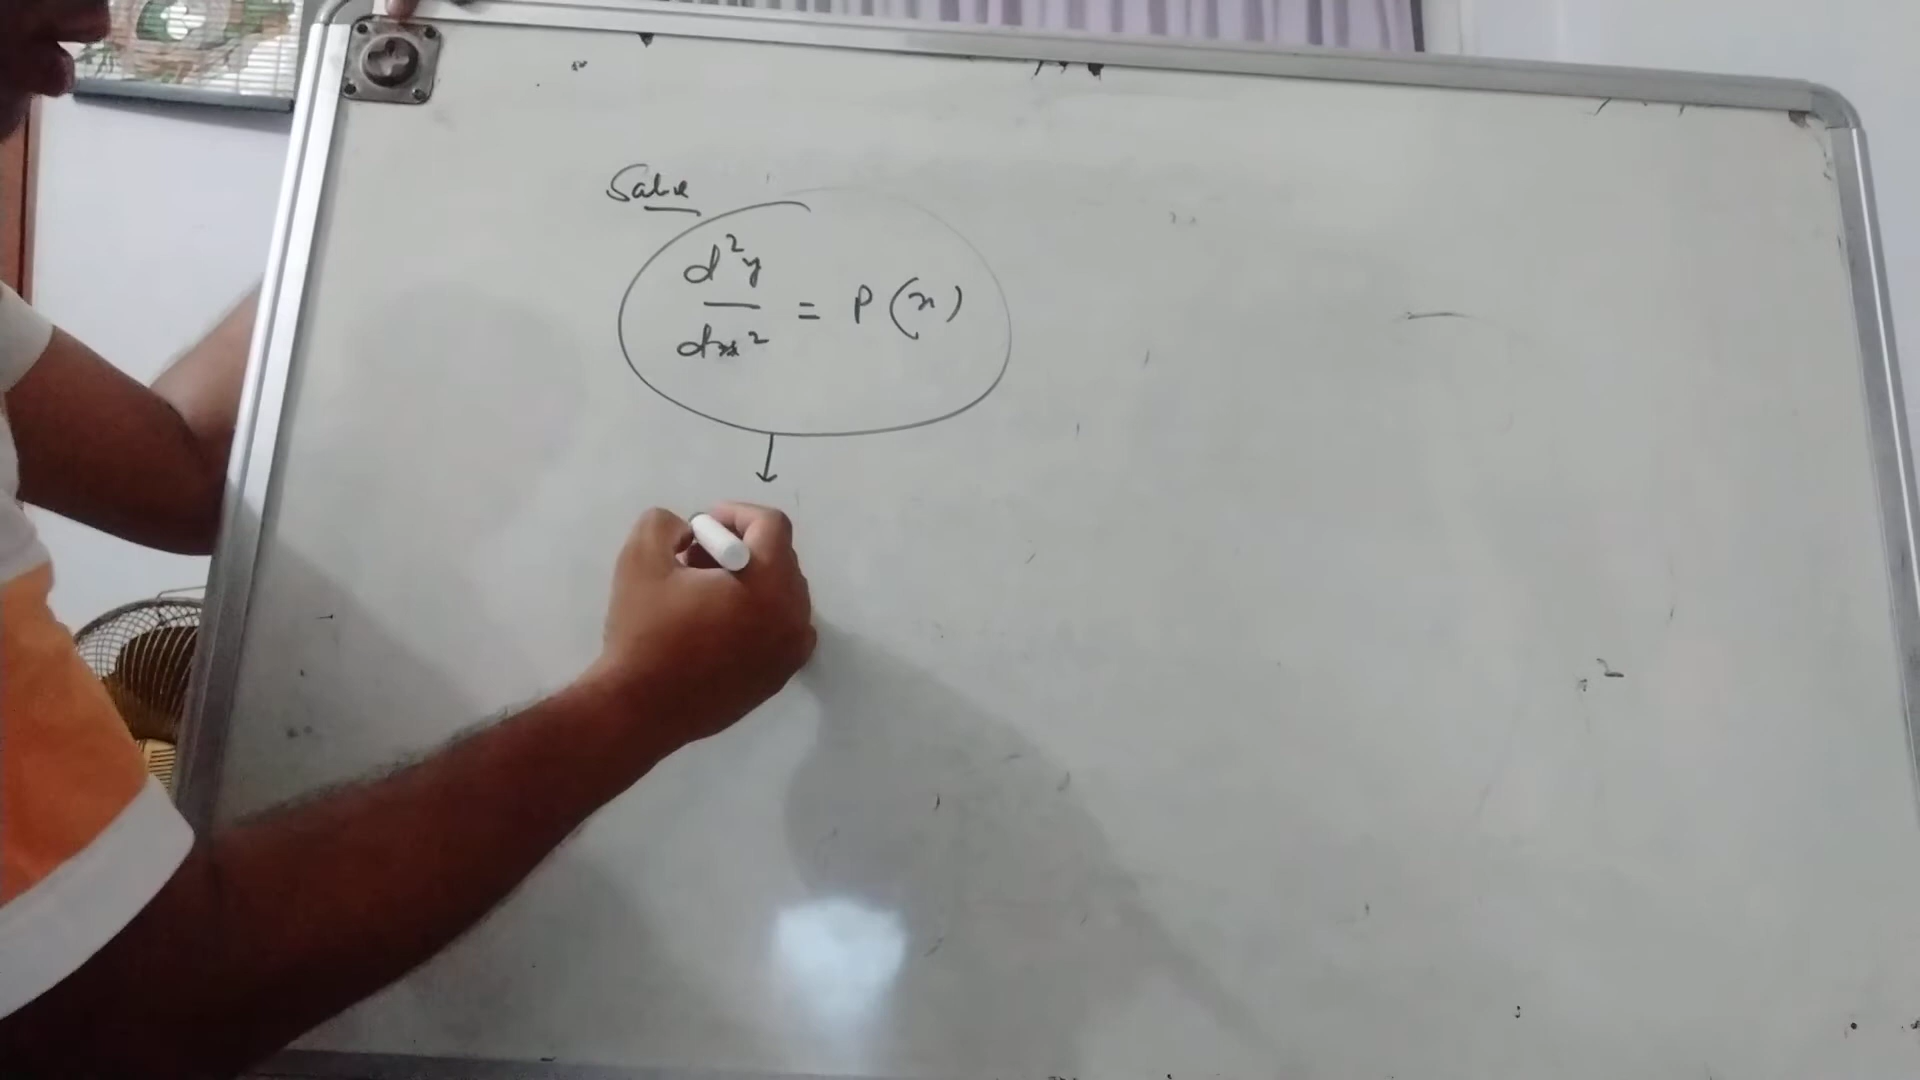 Solve
d²y/dx² = P(x)